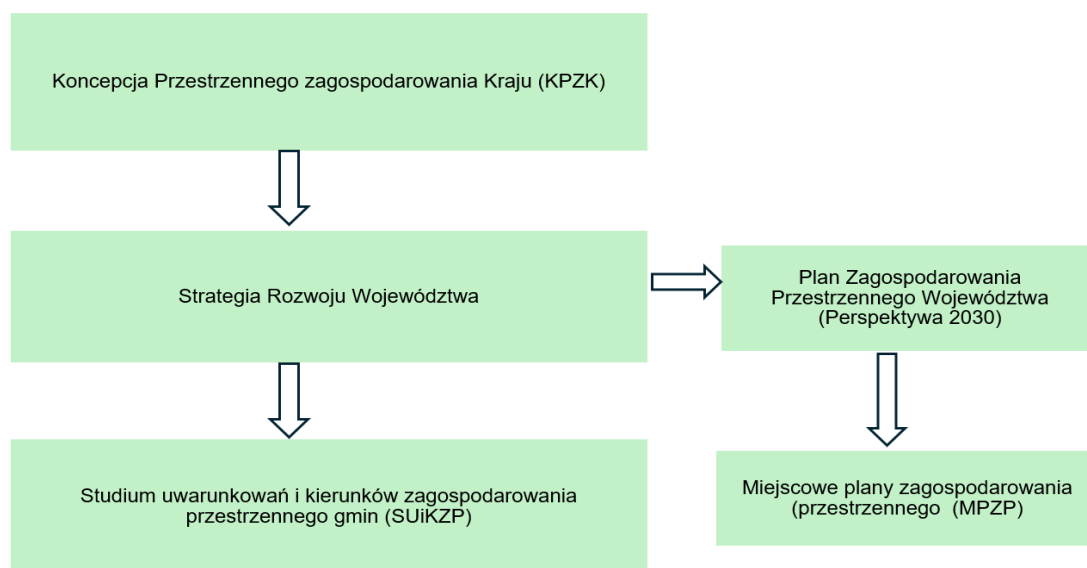 Koncepcja Przestrzennego zagospodarowania Kraju (KPZK)
Strategia Rozwoju Województwa
Plan Zagospodarowania
Przestrzennego Województwa
(Perspektywa 2030)
Studium uwarunkowań i kierunków zagospodarowania
przestrzennego gmin (SUiKZP)
Miejscowe plany zagospodarowania
(przestrzennego (MPZP)